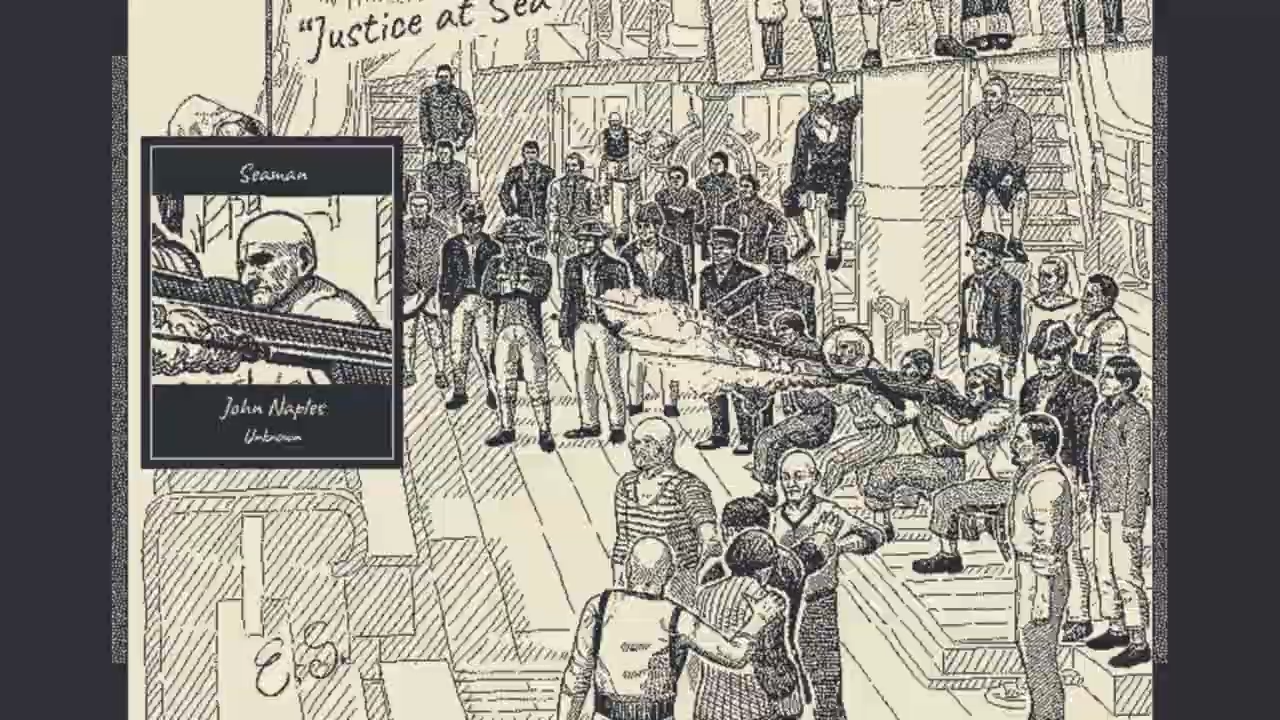 "Justice at Sea
Seaman
John Naples
Unknown
E.S.